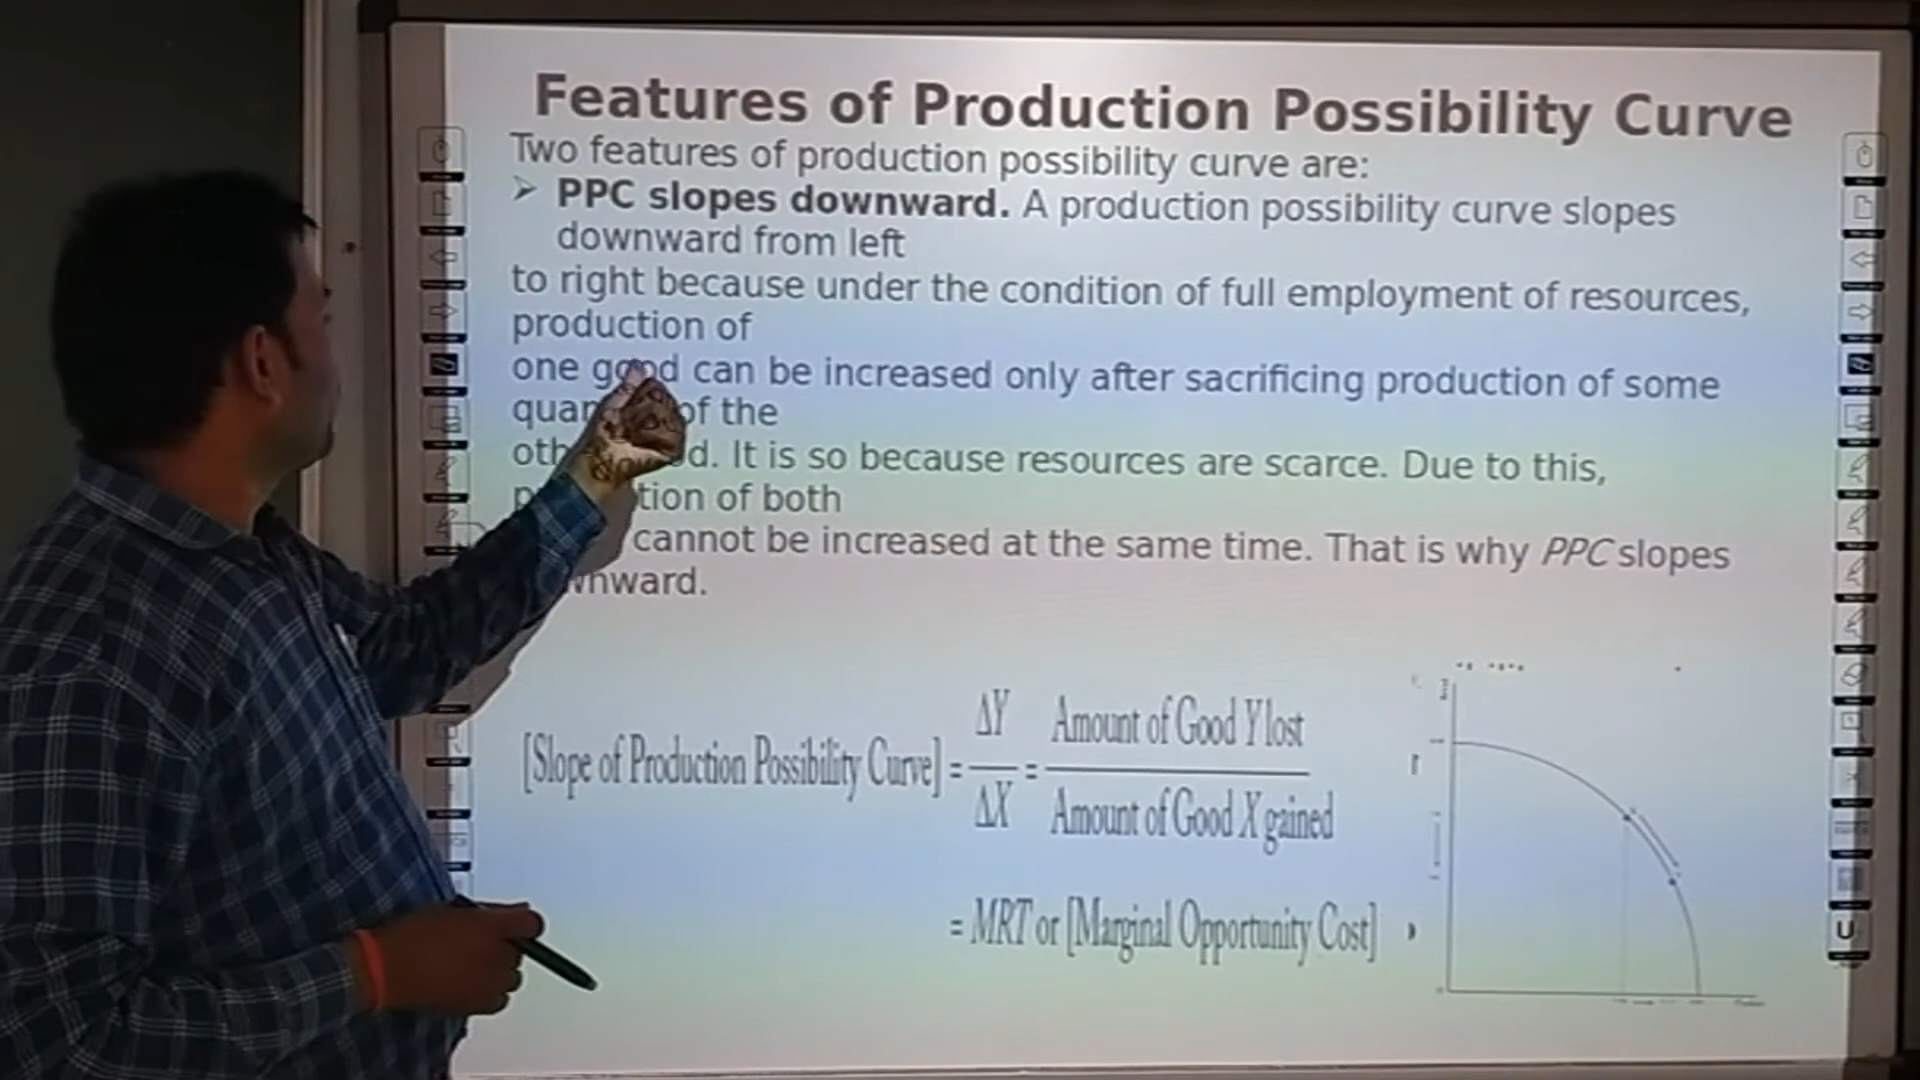 Features of Production Possibility Curve
Two features of production possibility curve are:
➢ PPC slopes downward. A production possibility curve slopes
downward from left
to right because under the condition of full employment of resources,
production of
one good can be increased only after sacrificing production of some
of the
It is so because resources are scarce. Due to this,
of both
cannot be increased at the same time. That is why PPC slopes
[Slope of Production Possibility Curve] = ΔY / ΔX = Amount of Good Y lost / Amount of Good X gained
= MRT or [Marginal Opportunity Cost]